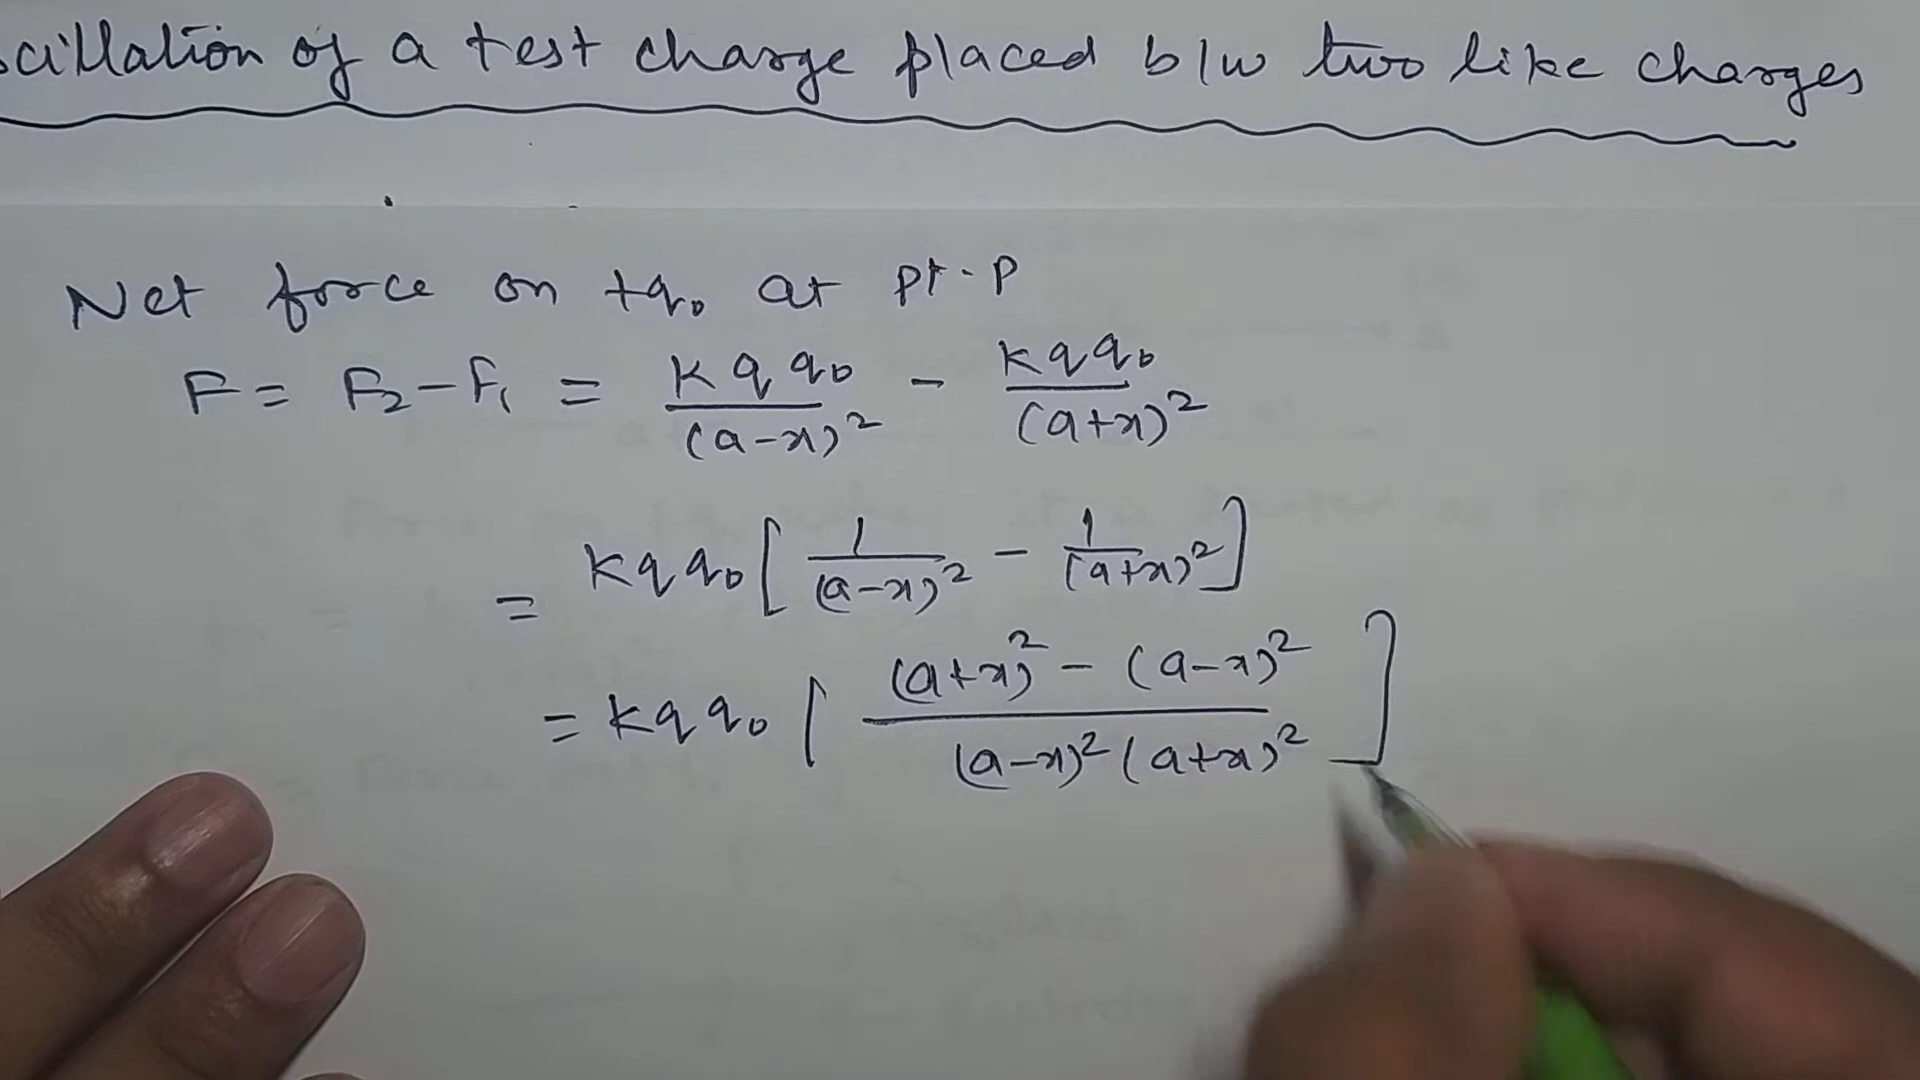 cillation of a test charge placed b/w two like charges
Net force on +q₀ at pt. P
F = F₂ - F₁ = Kqq₀/(a-x)² - Kqq₀/(a+x)²
= Kqq₀[1/(a-x)² - 1/(a+x)²]
= Kqq₀[(a+x)² - (a-x)²/(a-x)²(a+x)²]